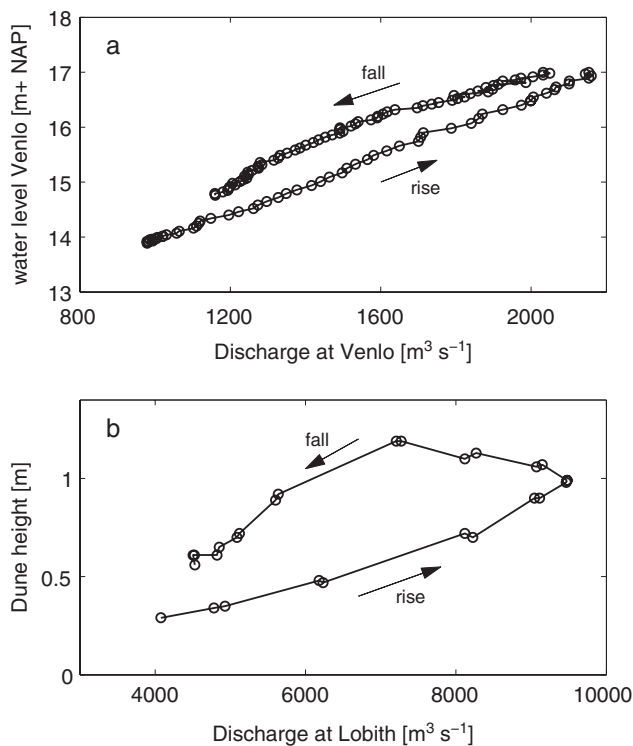 a
18
17
16
15
14
13
water level Venlo [m+ NAP]
fall
rise
800 1200 1600 2000
Discharge at Venlo [m³ s⁻¹]
b
1
0.5
0
Dune height [m]
fall
rise
4000 6000 8000 10000
Discharge at Lobith [m³ s⁻¹]